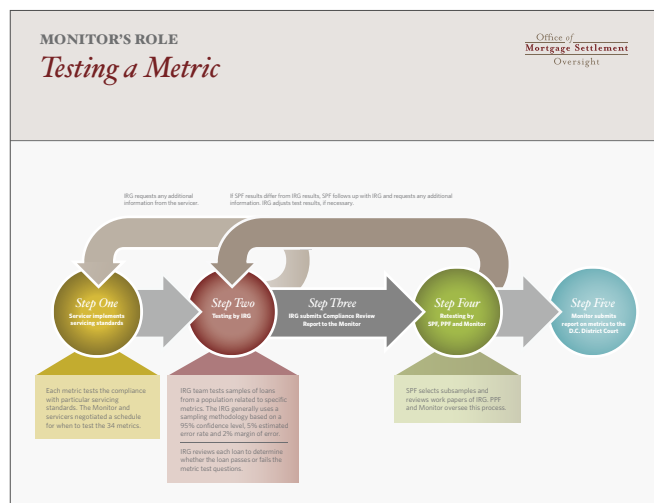 MONITOR'S ROLE
Testing a Metric
Office of
Mortgage Settlement
Oversight
IRG requests any additional
information from the servicer.
If SPF results differ from IRG results, SPF follows up with IRG and requests any additional
information. IRG adjusts test results, if necessary.
Step One
Servicer implements
servicing standards
Step Two
Testing by IRG
Step Three
IRG submits Compliance Review
Report to the Monitor
Step Four
Retesting by
SPF, PPF and Monitor
Step Five
Monitor submits
report on metrics to the
D.C. District Court
Each metric tests the compliance
with particular servicing
standards. The Monitor and
servicers negotiated a schedule
for when to test the 34 metrics.
IRG team tests samples of loans
from a population related to specific
metrics. The IRG generally uses a
sampling methodology based on a
95% confidence level, 5% estimated
error rate and 2% margin of error.
IRG reviews each loan to determine
whether the loan passes or fails the
metric test questions.
SPF selects subsamples and
reviews work papers of IRG. PPF
and Monitor oversee this process.